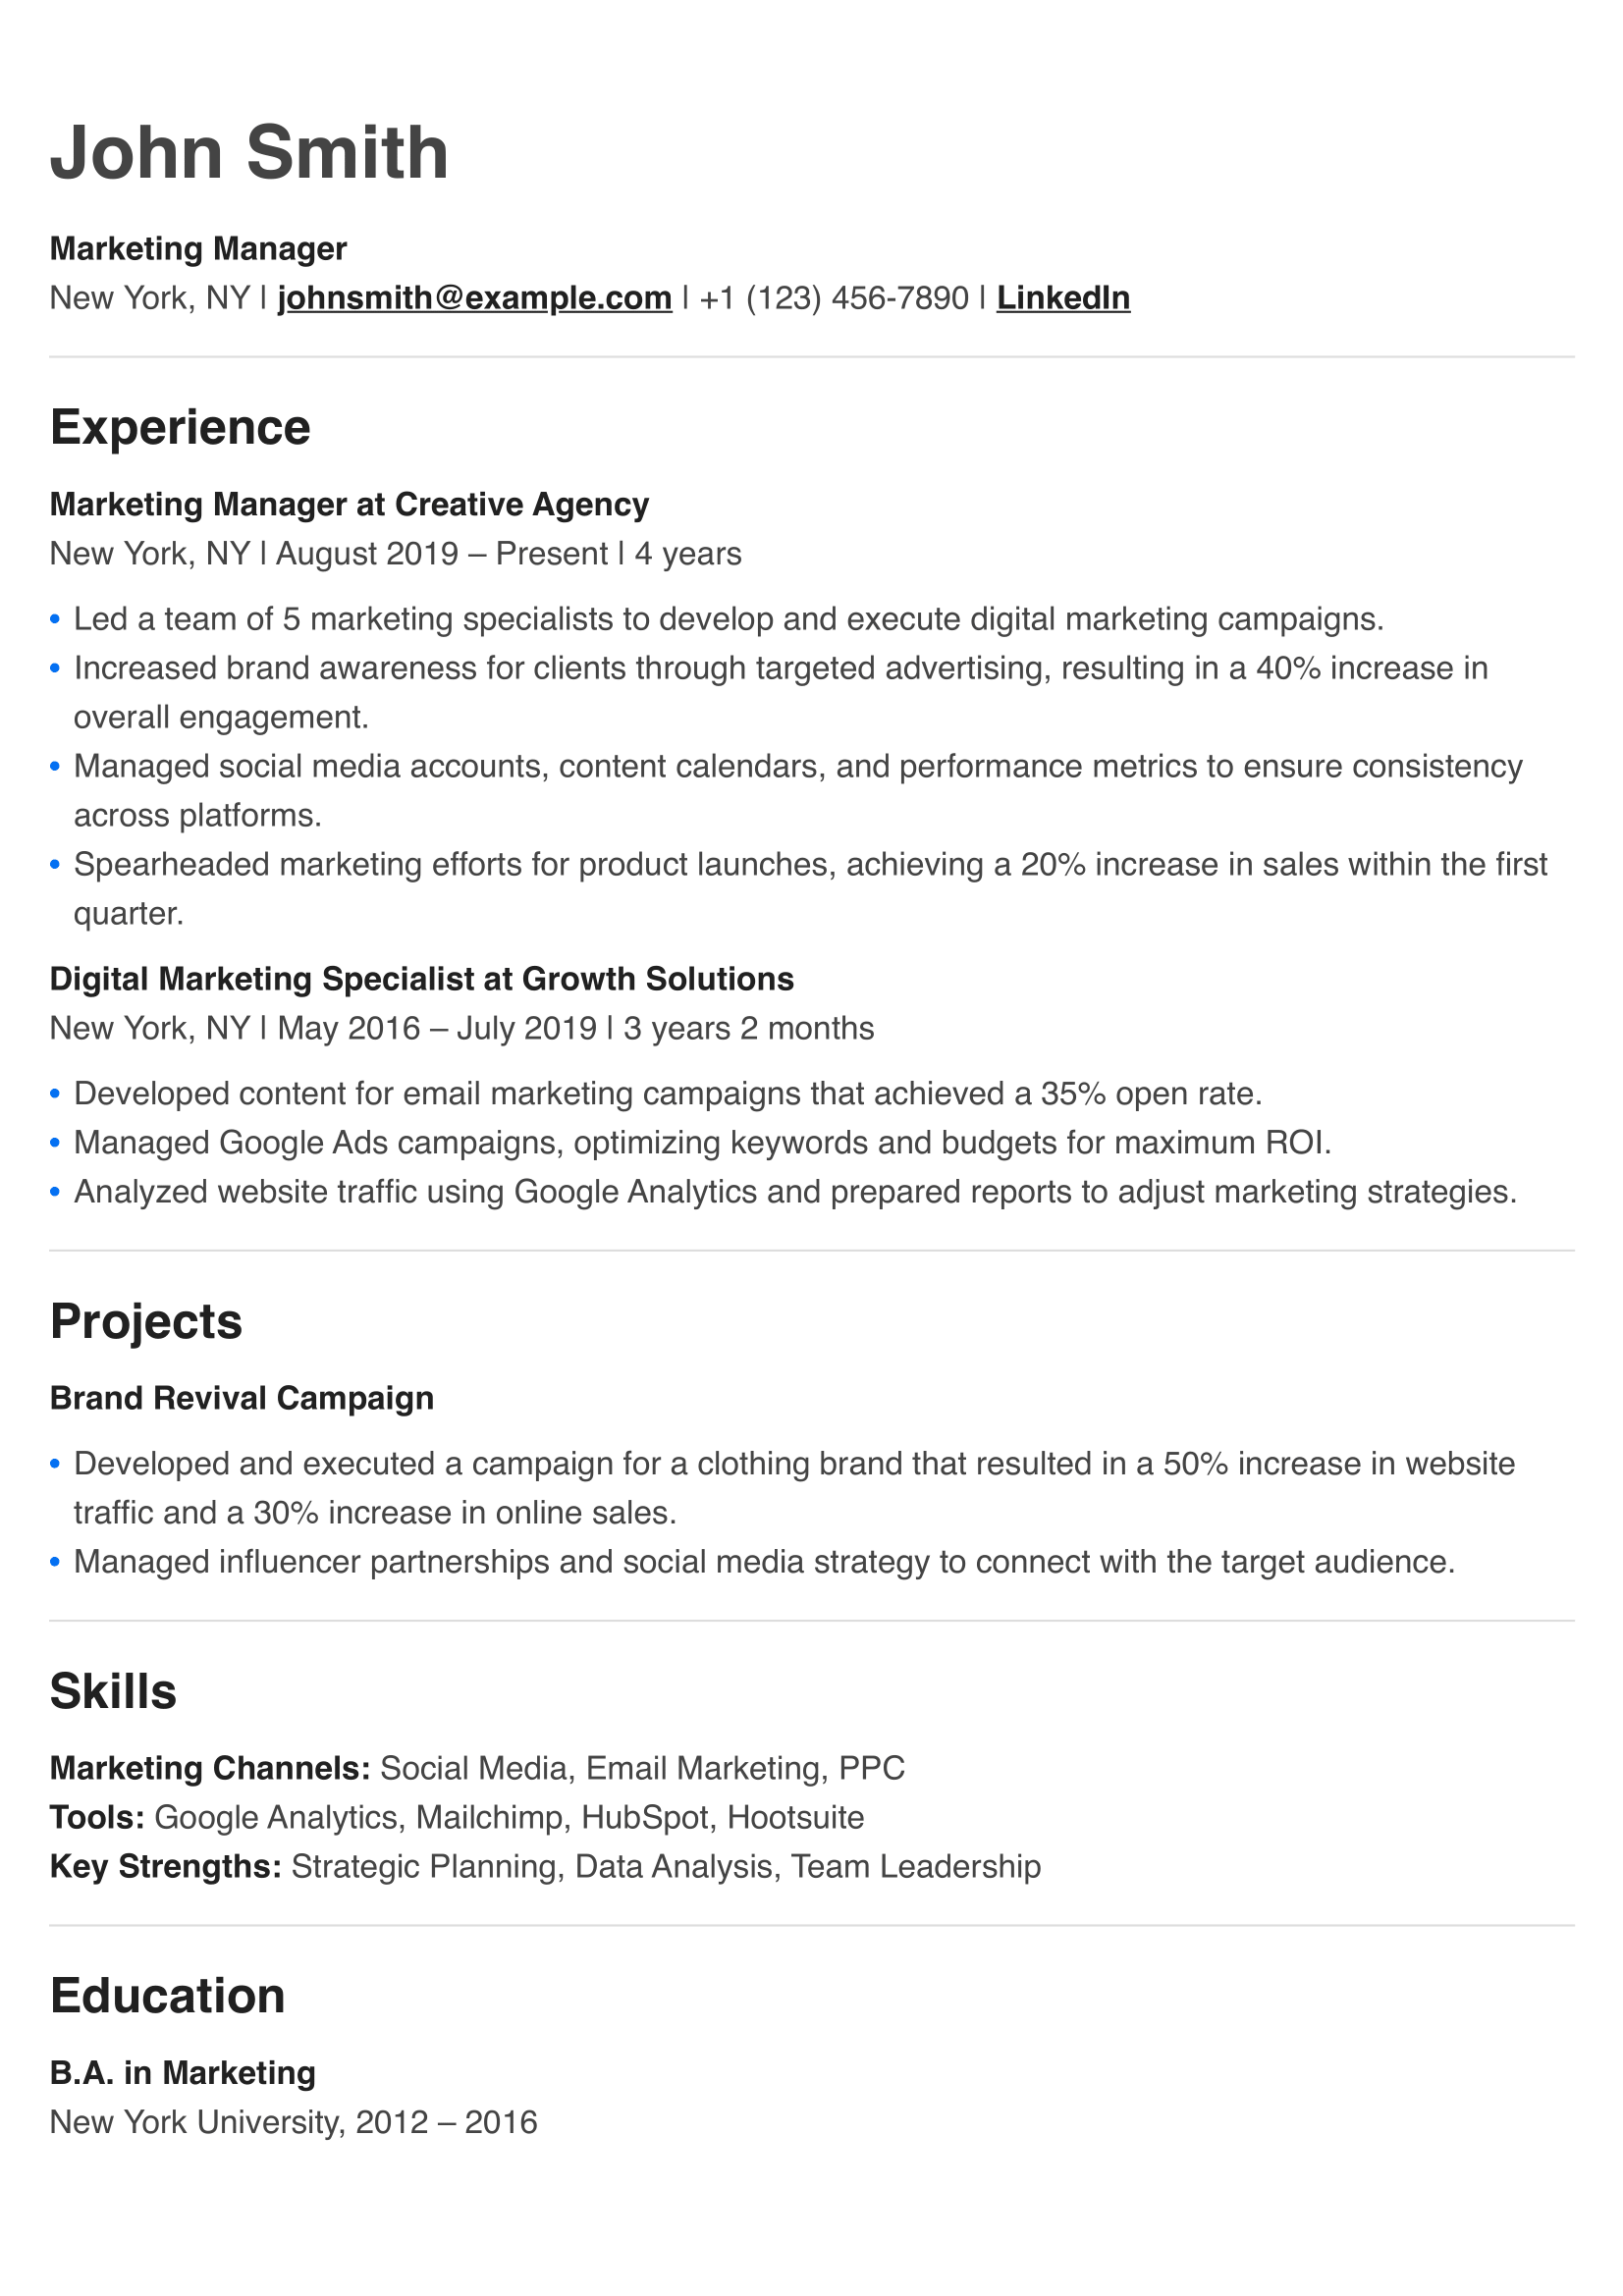 John Smith
Marketing Manager
New York, NY | johnsmith@example.com | +1 (123) 456-7890 | LinkedIn
Experience
Marketing Manager at Creative Agency
New York, NY | August 2019 – Present | 4 years
• Led a team of 5 marketing specialists to develop and execute digital marketing campaigns.
• Increased brand awareness for clients through targeted advertising, resulting in a 40% increase in
overall engagement.
• Managed social media accounts, content calendars, and performance metrics to ensure consistency
across platforms.
• Spearheaded marketing efforts for product launches, achieving a 20% increase in sales within the first
quarter.
Digital Marketing Specialist at Growth Solutions
New York, NY | May 2016 – July 2019 | 3 years 2 months
• Developed content for email marketing campaigns that achieved a 35% open rate.
• Managed Google Ads campaigns, optimizing keywords and budgets for maximum ROI.
• Analyzed website traffic using Google Analytics and prepared reports to adjust marketing strategies.
Projects
Brand Revival Campaign
• Developed and executed a campaign for a clothing brand that resulted in a 50% increase in website
traffic and a 30% increase in online sales.
• Managed influencer partnerships and social media strategy to connect with the target audience.
Skills
Marketing Channels: Social Media, Email Marketing, PPC
Tools: Google Analytics, Mailchimp, HubSpot, Hootsuite
Key Strengths: Strategic Planning, Data Analysis, Team Leadership
Education
B.A. in Marketing
New York University, 2012 – 2016